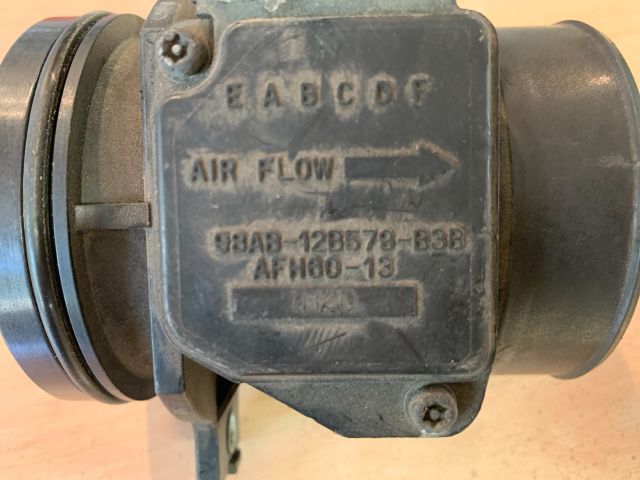 EABCDF
AIR FLOW
98AB-12B579-B3B
AFH60-13